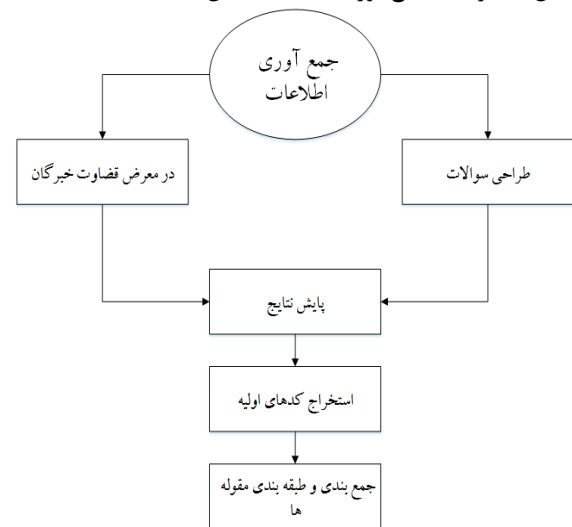 جمع آوری
اطلاعات
طراحی سوالات
در معرض قضاوت خبرگان
پایش نتایج
استخراج کدهای اولیه
جمع بندی و طبقه بندی مقوله
ها